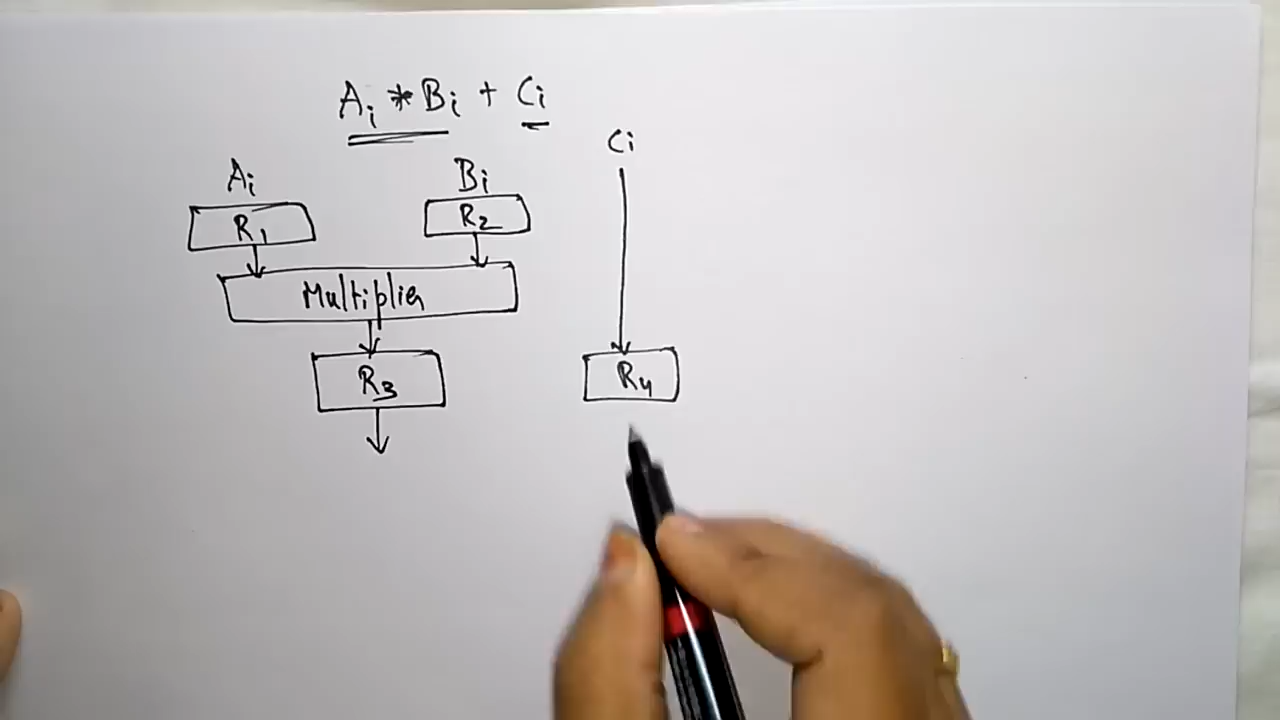 Ai * Bi + Ci
Ci
Ai Bi
R1 R2
Multiplier
R3 R4